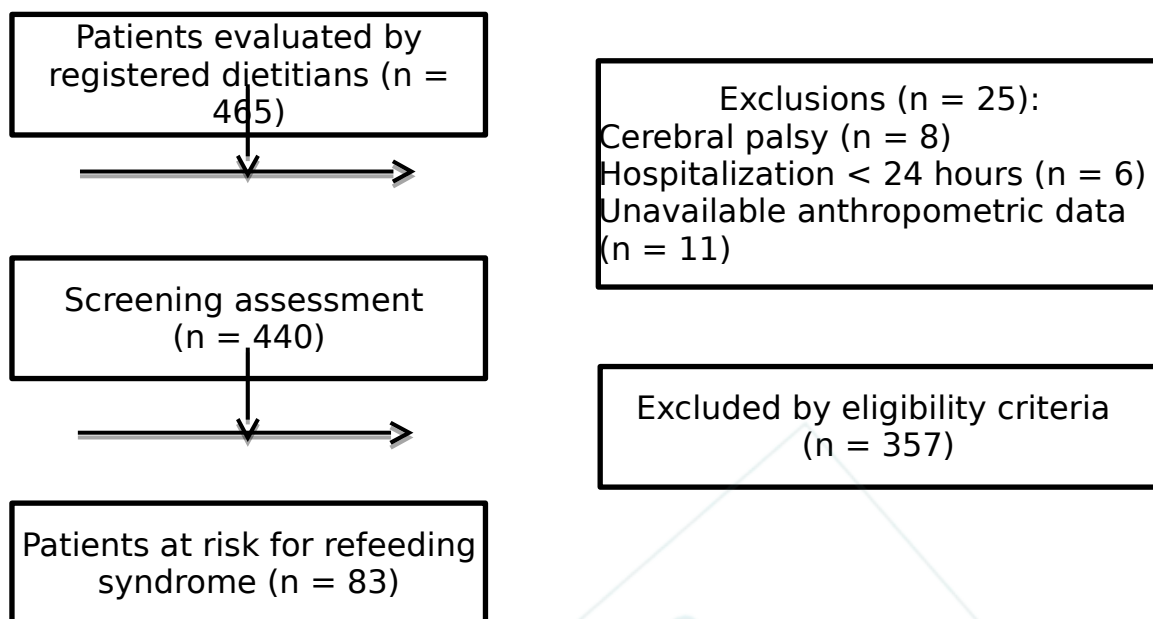 Patients evaluated by
registered dietitians (n =
465)
Exclusions (n = 25):
Cerebral palsy (n = 8)
Hospitalization < 24 hours (n = 6)
Unavailable anthropometric data
(n = 11)
Screening assessment
(n = 440)
Excluded by eligibility criteria
(n = 357)
Patients at risk for refeeding
syndrome (n = 83)